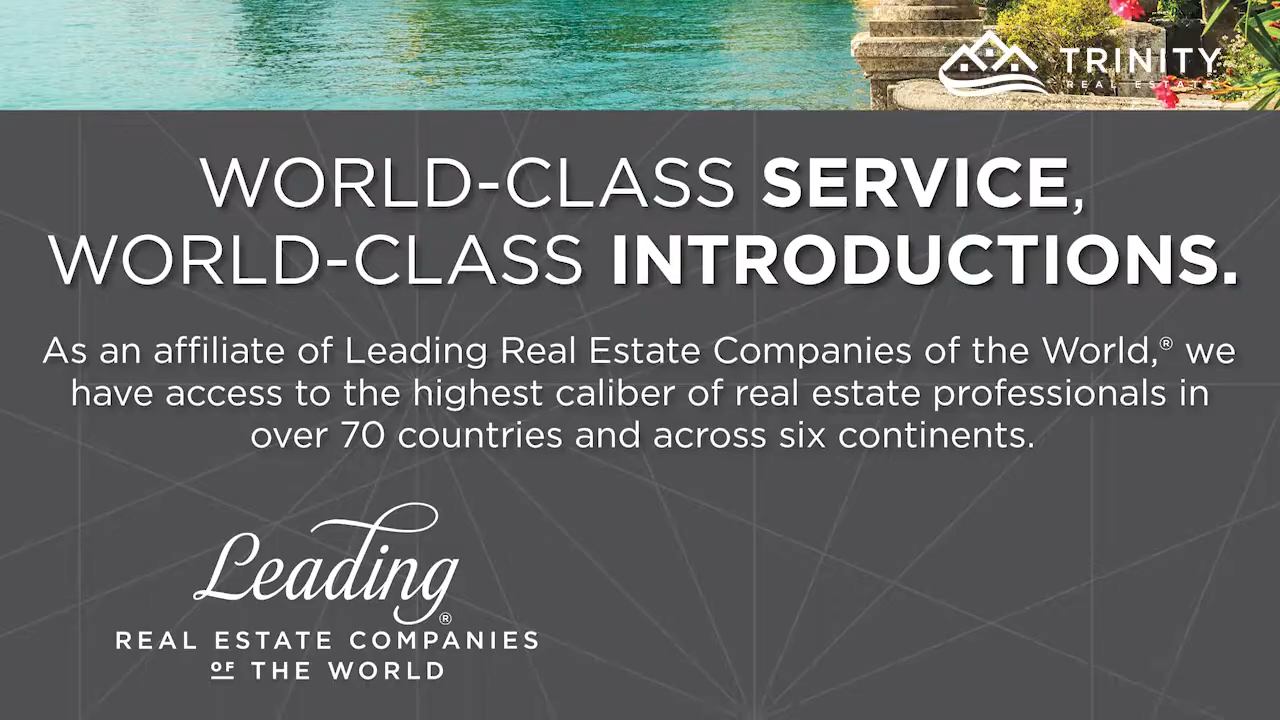 TRINITY
REAL ESTATE
WORLD-CLASS SERVICE,
WORLD-CLASS INTRODUCTIONS.
As an affiliate of Leading Real Estate Companies of the World,® we
have access to the highest caliber of real estate professionals in
over 70 countries and across six continents.
Leading®
REAL ESTATE COMPANIES
OF THE WORLD